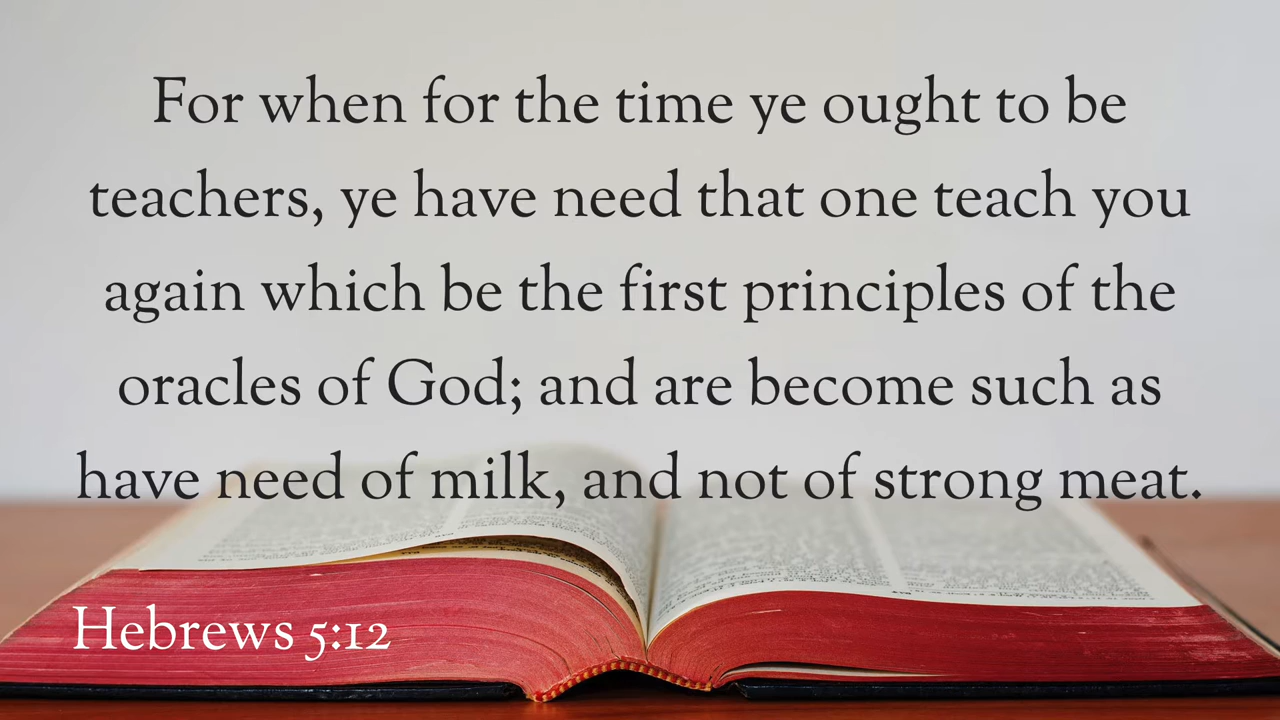 For when for the time ye ought to be
teachers, ye have need that one teach you
again which be the first principles of the
oracles of God; and are become such as
have need of milk, and not of strong meat.
Hebrews 5:12